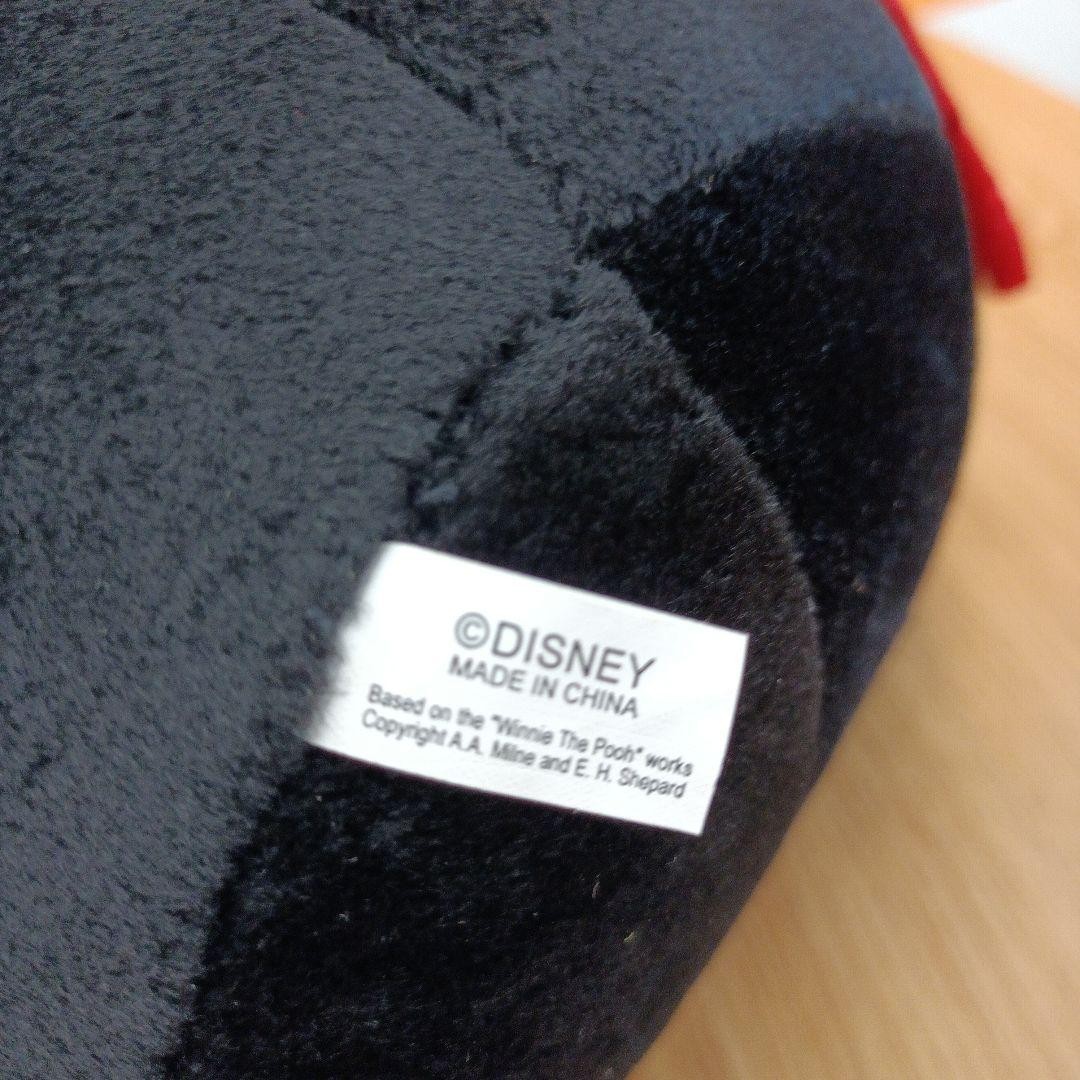 ©DISNEY
MADE IN CHINA
Based on the "Winnie The Pooh" works
Copyright A.A. Milne and E. H. Shepard